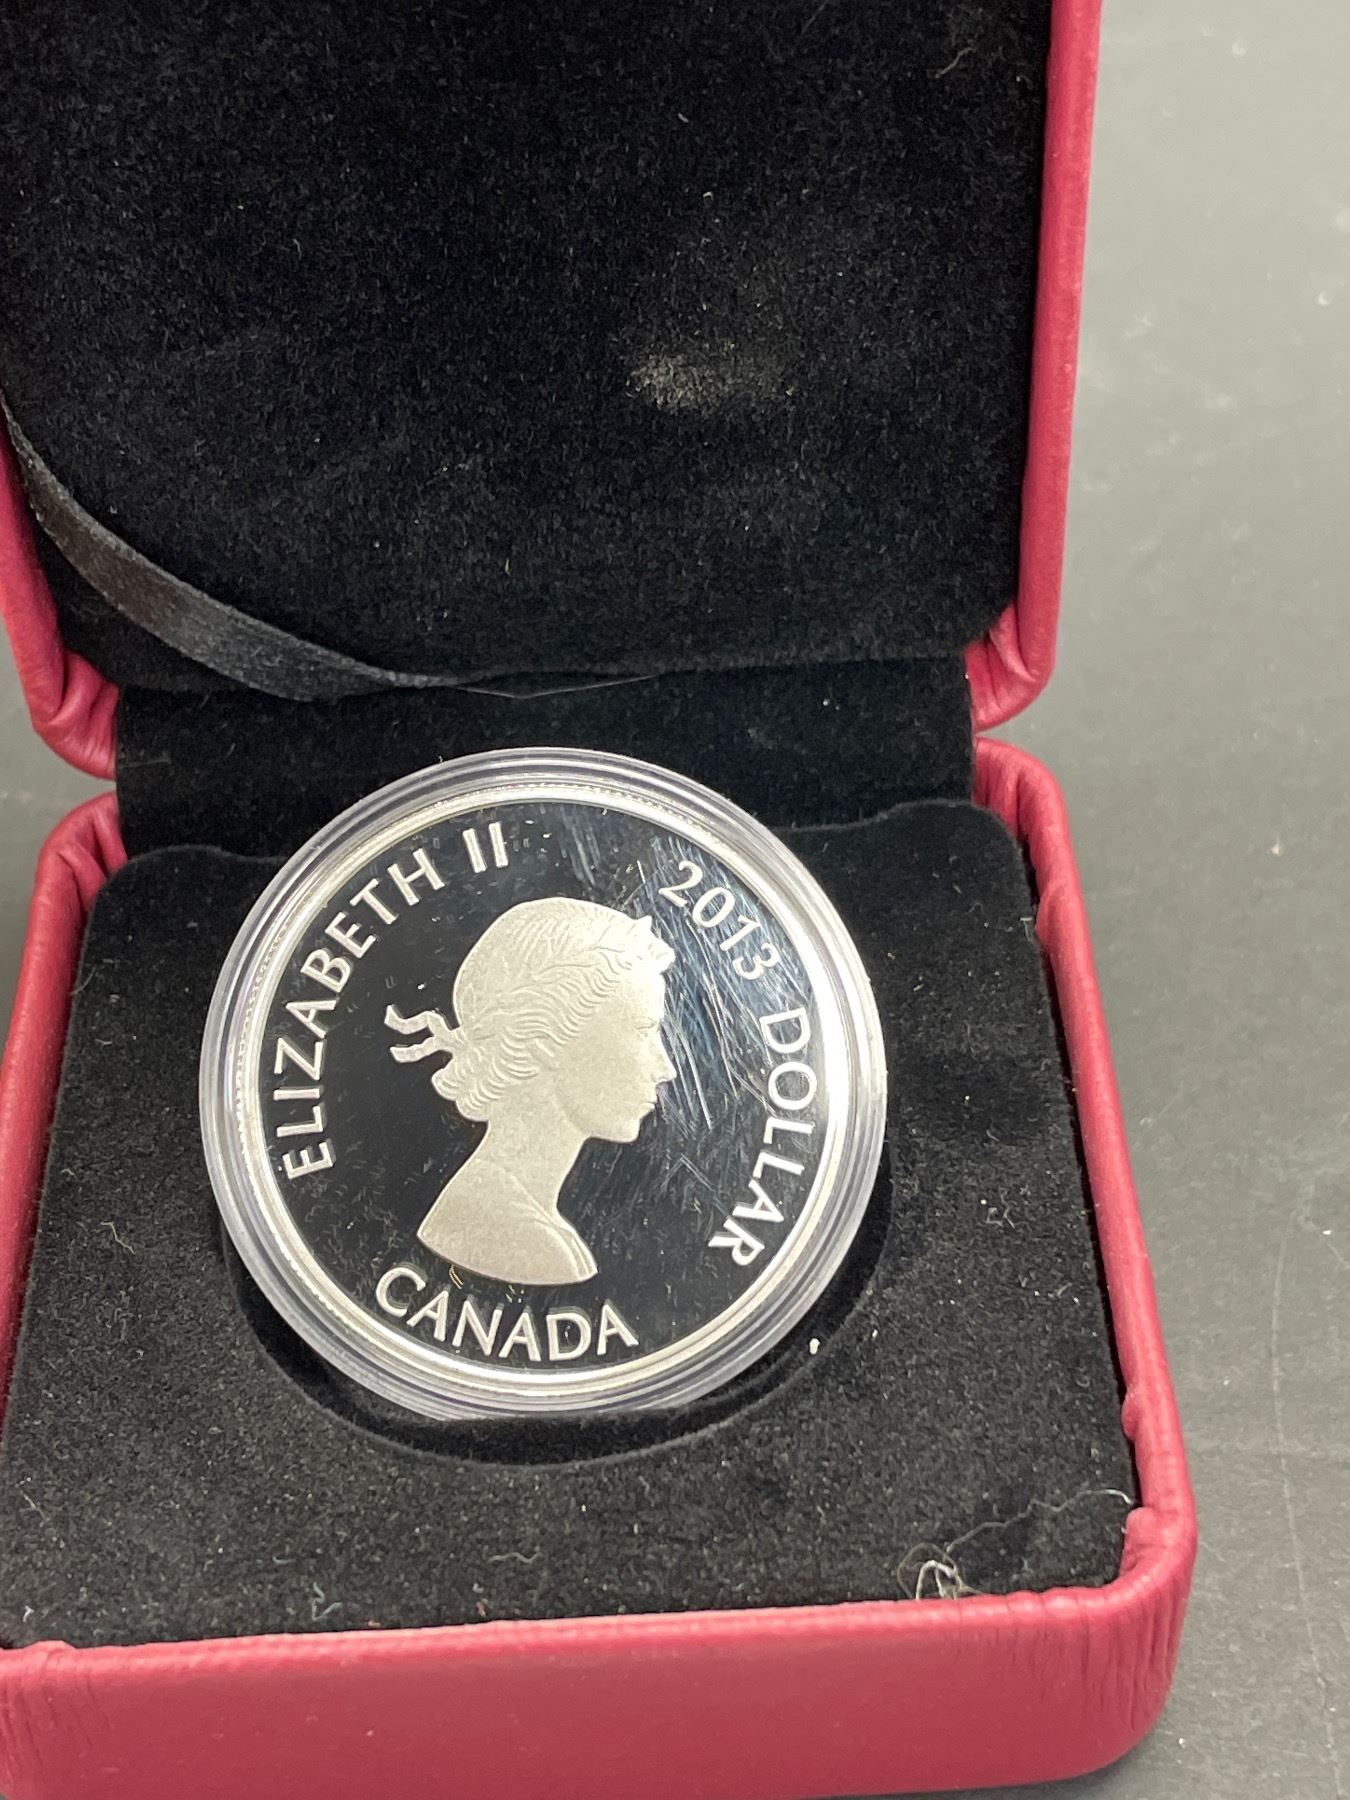 ELIZABETH II
2013 DOLLAR
CANADA